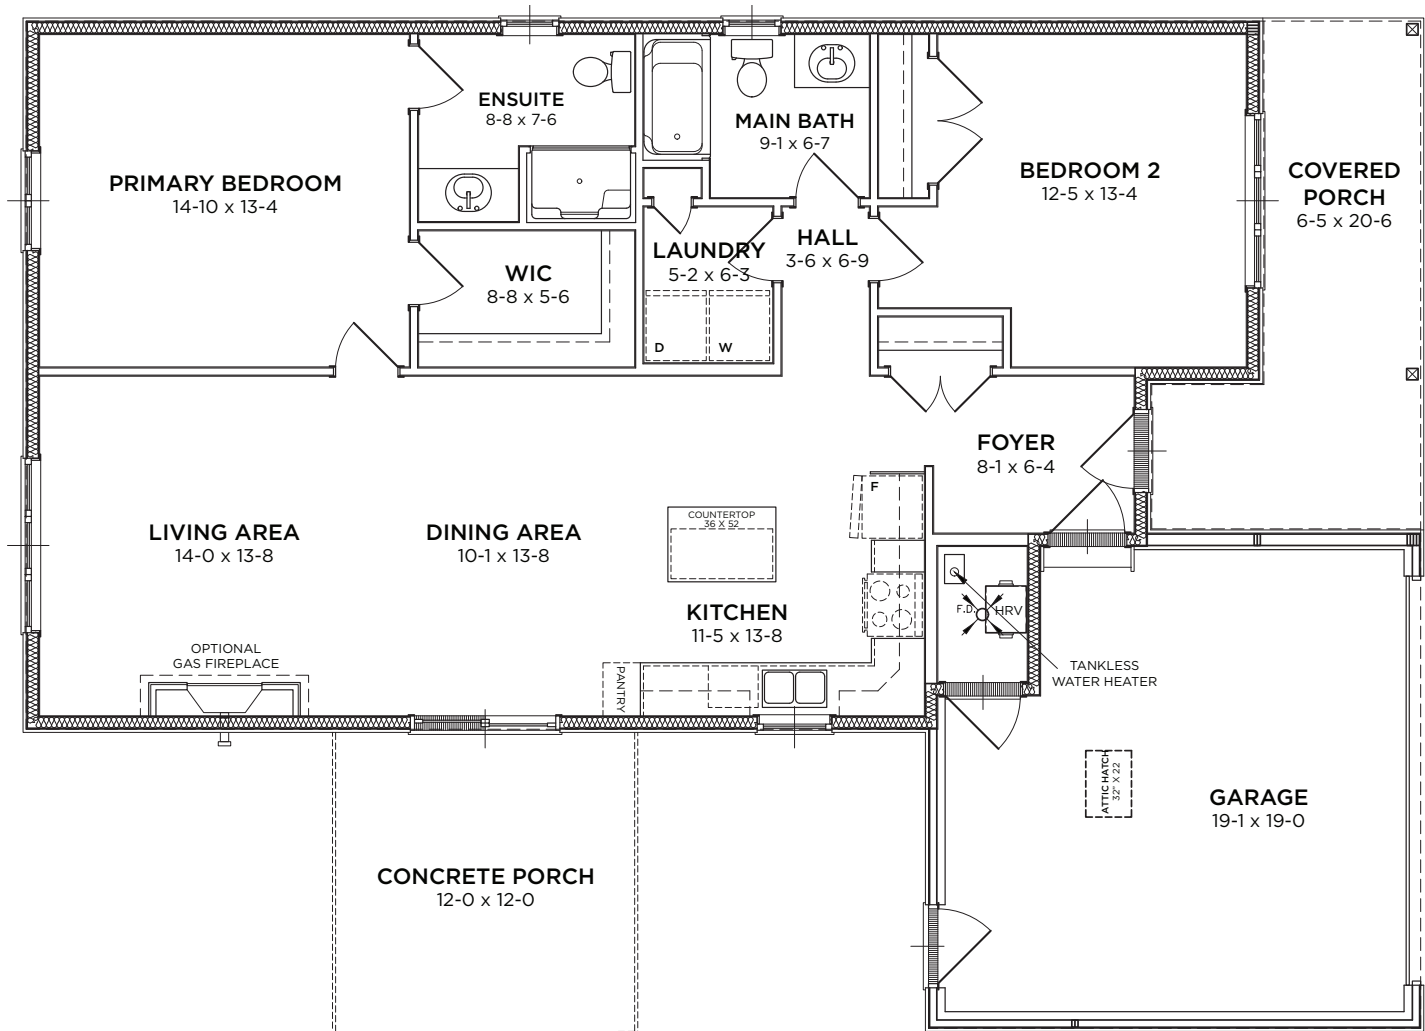 ENSUITE
8-8 x 7-6
MAIN BATH
9-1 x 6-7
PRIMARY BEDROOM
14-10 x 13-4
BEDROOM 2
12-5 x 13-4
COVERED
PORCH
6-5 x 20-6
LAUNDRY
5-2 x 6-3
HALL
3-6 x 6-9
WIC
8-8 x 5-6
D
W
FOYER
8-1 x 6-4
F
COUNTERTOP
36 X 52
LIVING AREA
14-0 x 13-8
DINING AREA
10-1 x 13-8
KITCHEN
11-5 x 13-8
F.D.
HRV
OPTIONAL
GAS FIREPLACE
PANTRY
TANKLESS
WATER HEATER
ATTIC HATCH
32" X 22
GARAGE
19-1 x 19-0
CONCRETE PORCH
12-0 x 12-0